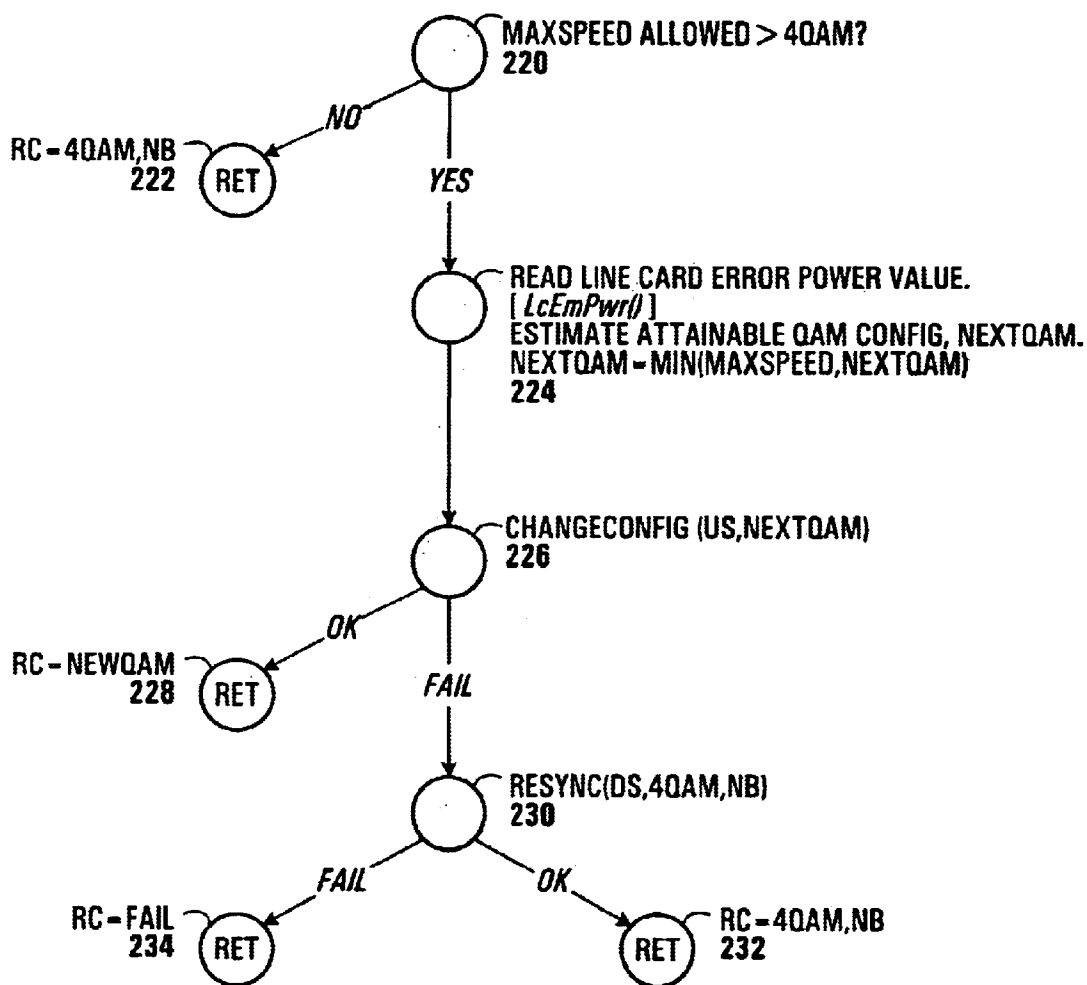 MAXSPEED ALLOWED > 4QAM?
220
NO
RC=4QAM,NB
222
RET
YES
READ LINE CARD ERROR POWER VALUE.
[ LcEmPwr() ]
ESTIMATE ATTAINABLE QAM CONFIG, NEXTQAM.
NEXTQAM=MIN(MAXSPEED,NEXTQAM)
224
CHANGECONFIG (US,NEXTQAM)
226
OK
RC=NEWQAM
228
RET
FAIL
RESYNC(DS,4QAM,NB)
230
FAIL
OK
RC=FAIL
234
RET
RET
RC=4QAM,NB
232